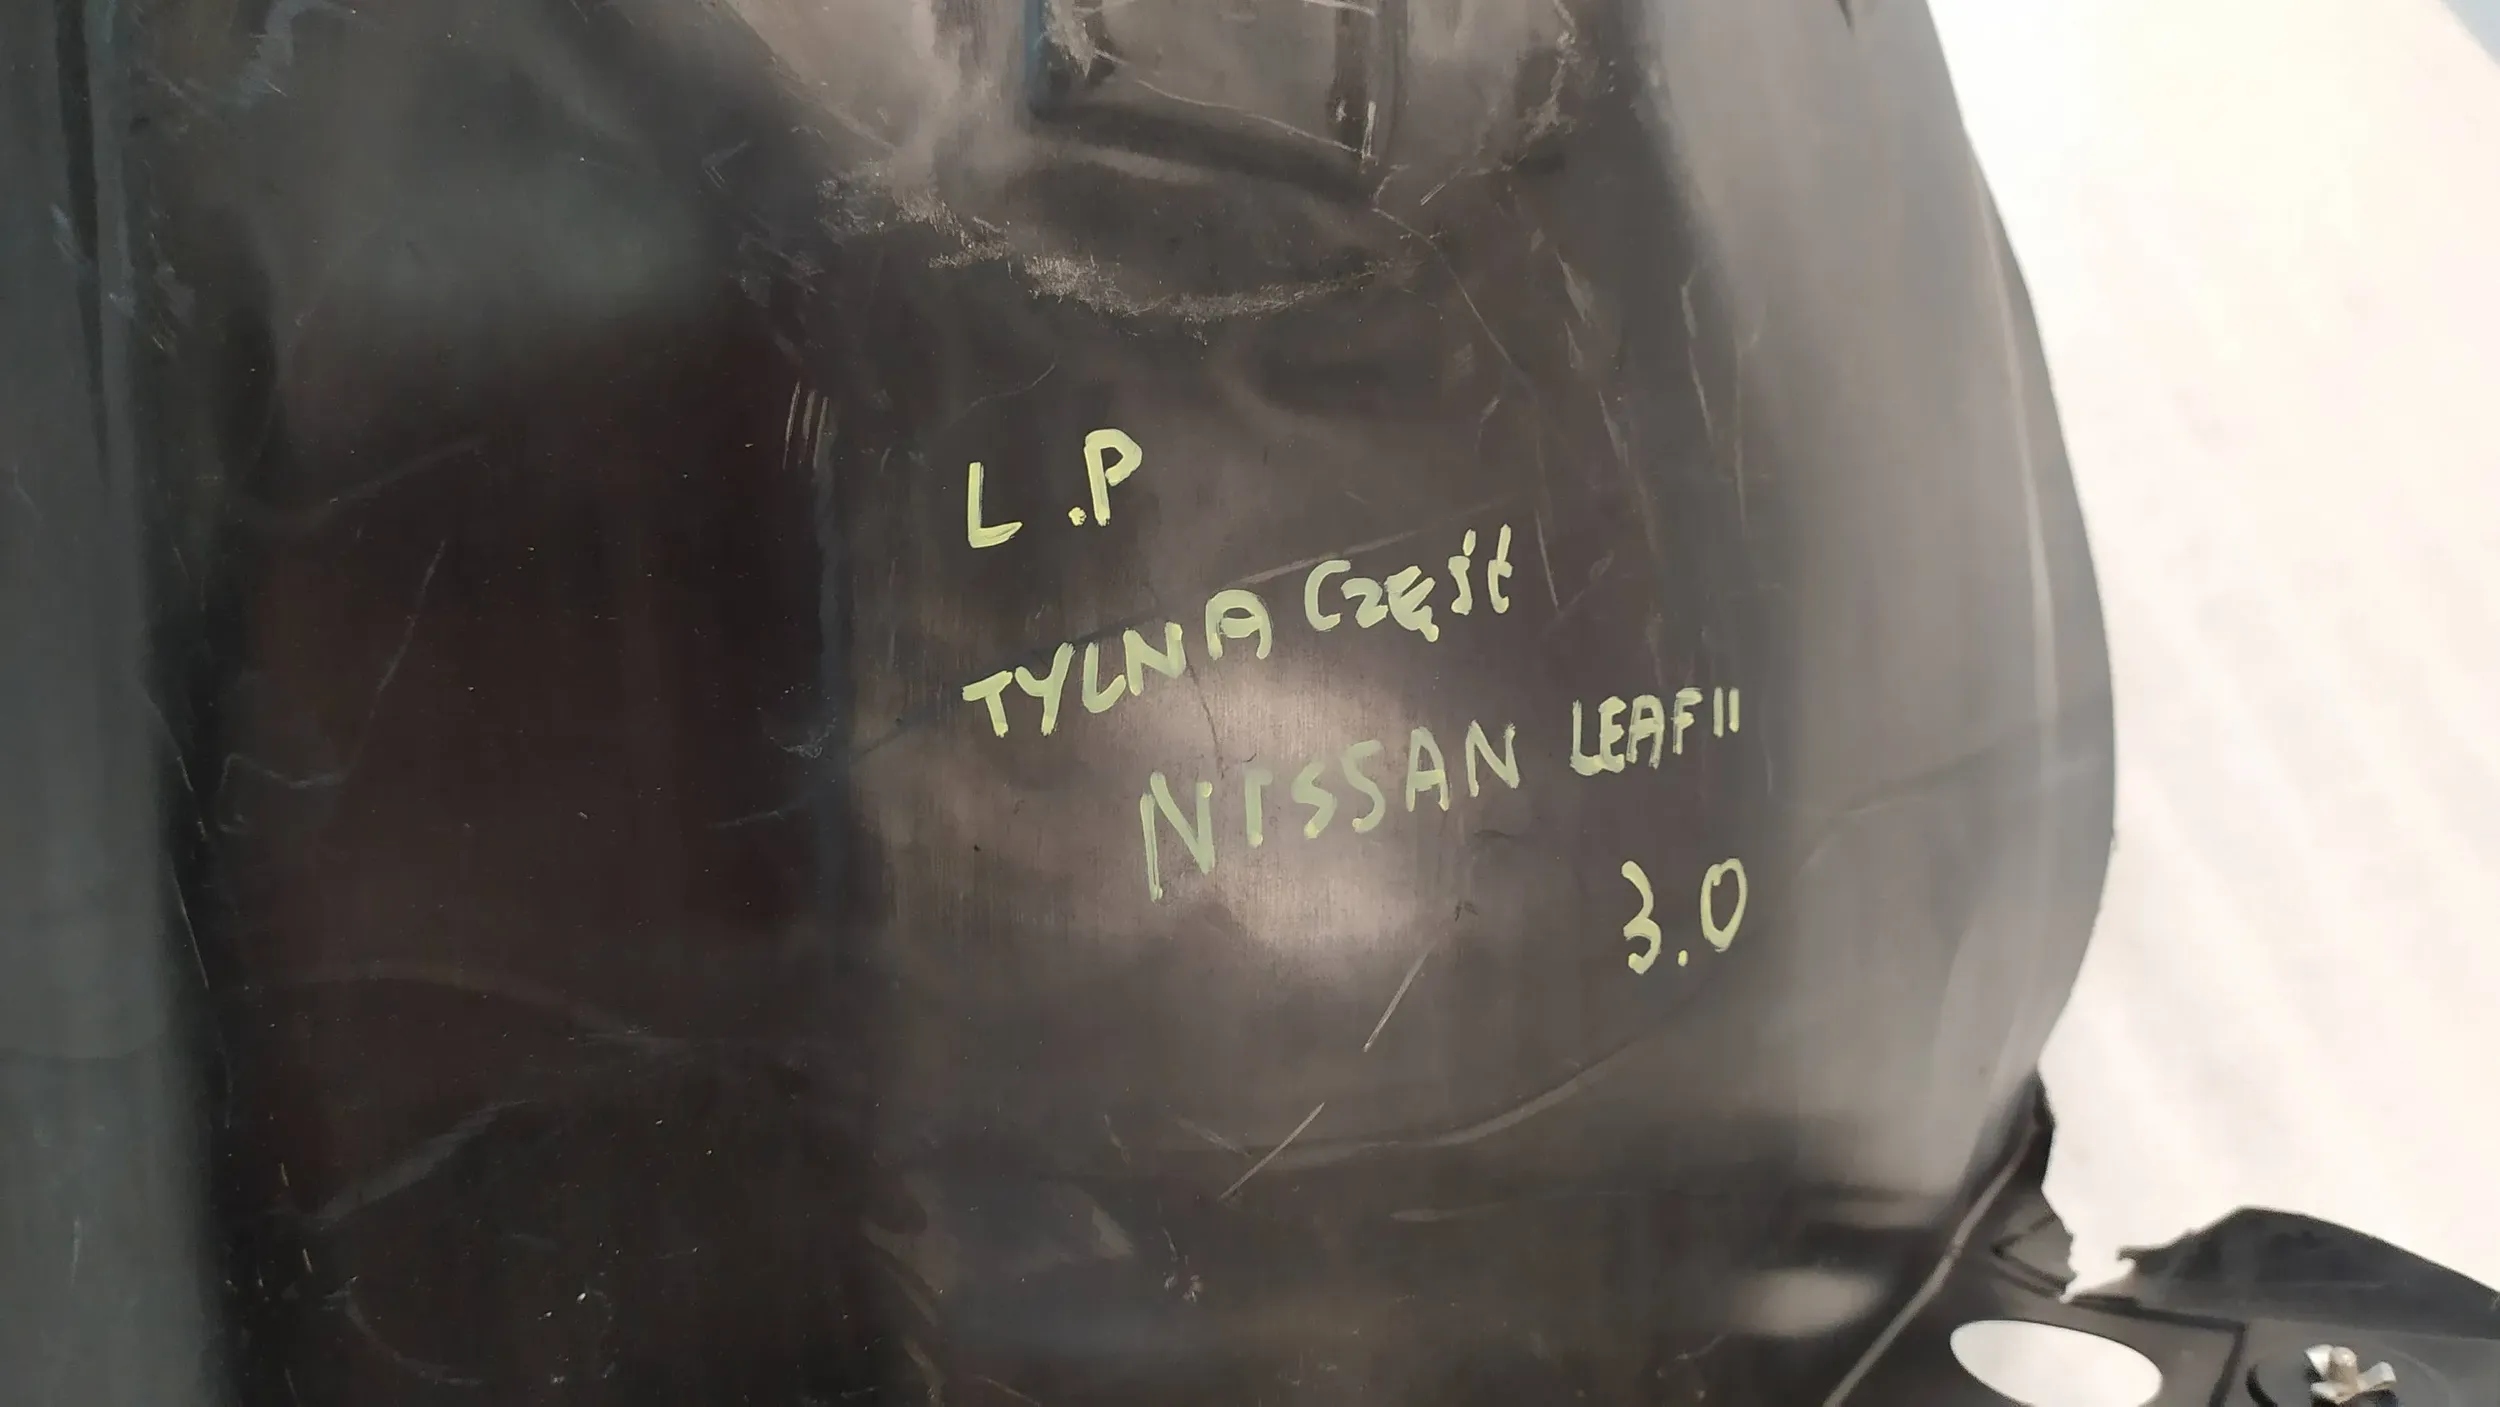 L.P
TYLNA CZĘŚĆ
NISSAN LEAF II
3.0